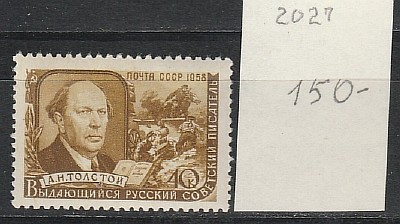 2027
150-
ПОЧТА СССР 1958
А.Н.ТОЛСТОЙ
40 К
ВЫДАЮЩИЙСЯ РУССКИЙ СОВЕТСКИЙ ПИСАТЕЛЬ